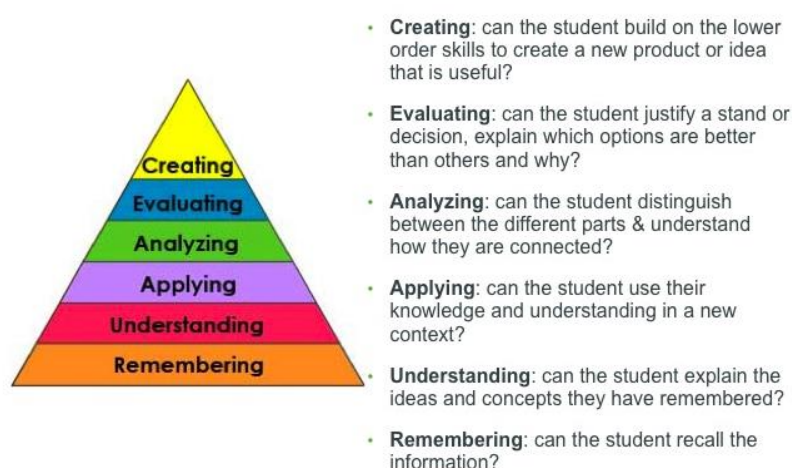 Creating
Evaluating
Analyzing
Applying
Understanding
Remembering
• Creating: can the student build on the lower
order skills to create a new product or idea
that is useful?
• Evaluating: can the student justify a stand or
decision, explain which options are better
than others and why?
• Analyzing: can the student distinguish
between the different parts & understand
how they are connected?
• Applying: can the student use their
knowledge and understanding in a new
context?
• Understanding: can the student explain the
ideas and concepts they have remembered?
• Remembering: can the student recall the
information?